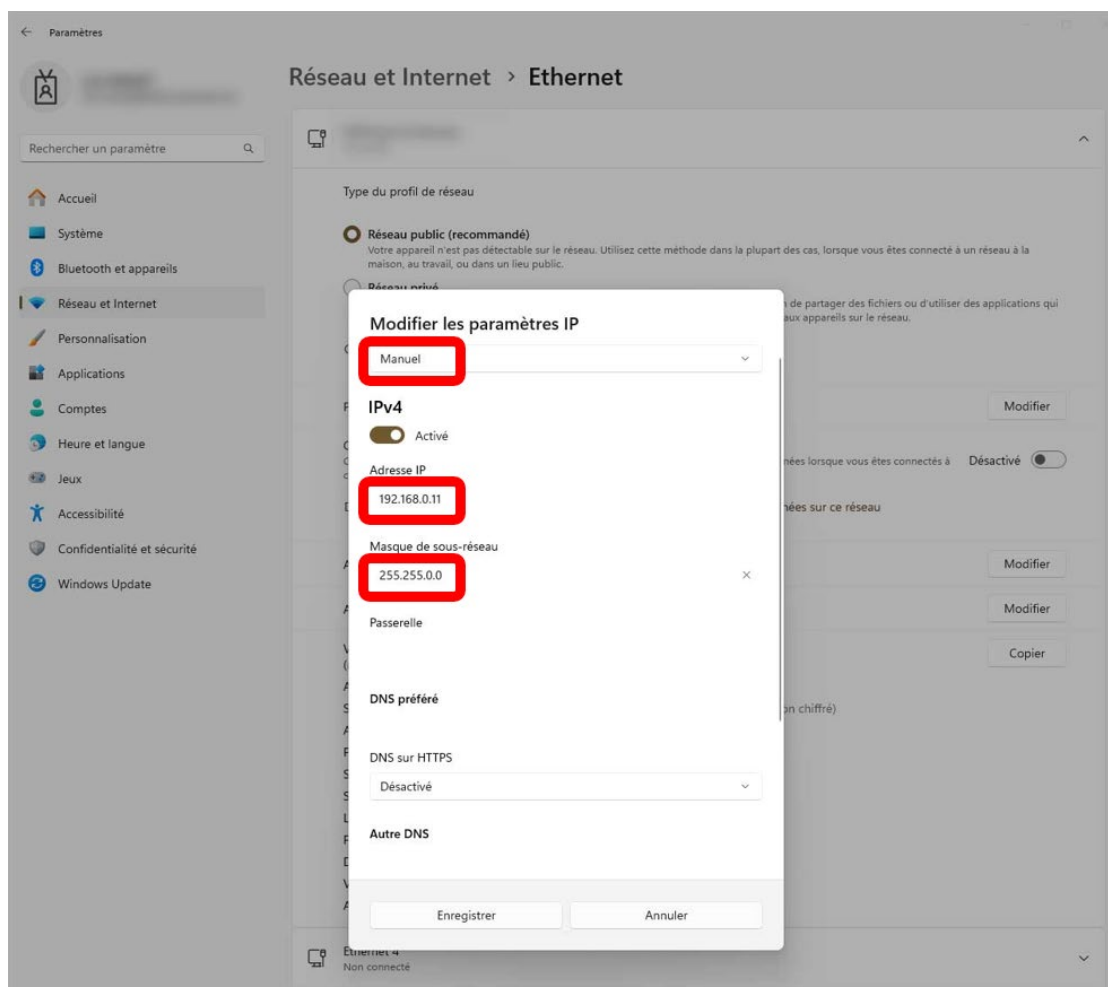 Paramètres
Réseau et Internet > Ethernet
Rechercher un paramètre
Accueil
Système
Bluetooth et appareils
Réseau et Internet
Personnalisation
Applications
Comptes
Heure et langue
Jeux
Accessibilité
Confidentialité et sécurité
Windows Update
Type du profil de réseau
Réseau public (recommandé)
Votre appareil n'est pas détectable sur le réseau. Utilisez cette méthode dans la plupart des cas, lorsque vous êtes connecté à un réseau à la
maison, au travail, ou dans un lieu public.
Réseau privé
de partager des fichiers ou d'utiliser des applications qui
aux appareils sur le réseau.
Modifier les paramètres IP
Manuel
IPv4
Activé
Adresse IP
192.168.0.11
Masque de sous-réseau
255.255.0.0
Passerelle
DNS préféré
DNS sur HTTPS
Désactivé
Autre DNS
Enregistrer
Annuler
Modifier
lorsque vous êtes connectés à
Désactivé
sur ce réseau
Modifier
Modifier
Copier
chiffré)
Ethernet 4
Non connecté